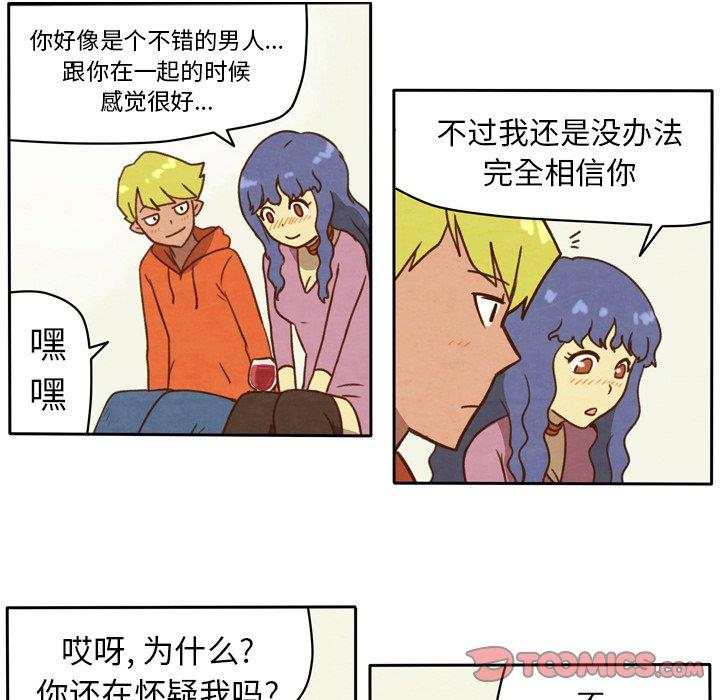 你好像是个不错的男人...
跟你在一起的时候
感觉很好...
嘿
嘿
不过我还是没办法
完全相信你
哎呀, 为什么?
你还在怀疑我吗?
TOOMICS.COM